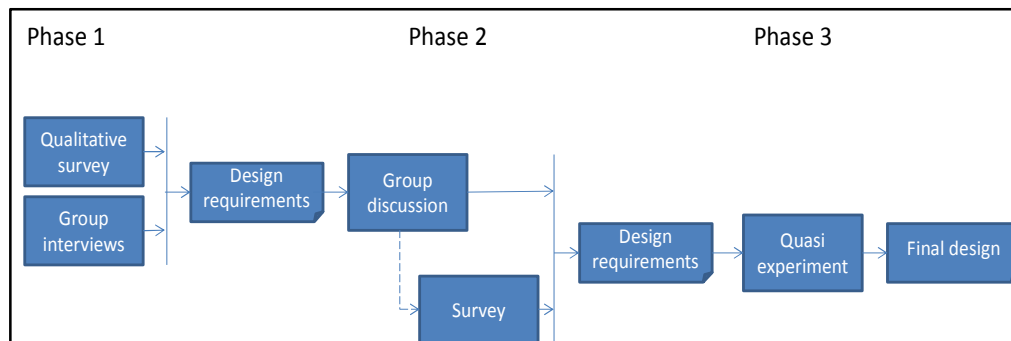 Phase 1
Phase 2
Phase 3
Qualitative
survey
Group
interviews
Design
requirements
Group
discussion
Survey
Design
requirements
Quasi
experiment
Final design